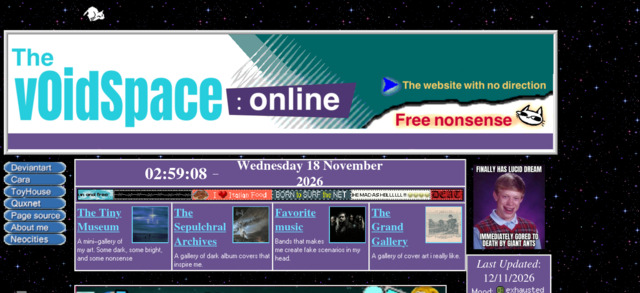 The
v0idSpace
: online
The website with no direction
Free nonsense
Deviantart
Cara
ToyHouse
Quxnet
Page source
About me
Neocities
02:59:08 –
Wednesday 18 November
2026
I ♥ Italian Food
BORN to SURF the NET
The Tiny
Museum
A mini-gallery of
my art. Some dark, some bright,
and some nonsense
The
Sepulchral
Archives
A gallery of dark album covers that
inspire me.
Favorite
music
Bands that makes
me create fake scenarios in my
head.
The
Grand
Gallery
A gallery of cover art i really like.
FINALLY HAS LUCID DREAM
IMMEDIATELY GORED TO
DEATH BY GIANT ANTS
Last Updated:
12/11/2026
Mood: exhausted